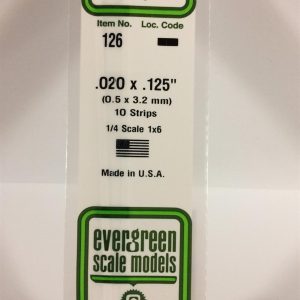 Item No. Loc. Code
126
.020 x .125"
(0.5 x 3.2 mm)
10 Strips
1/4 Scale 1x6
Made in U.S.A.
evergreen
scale models